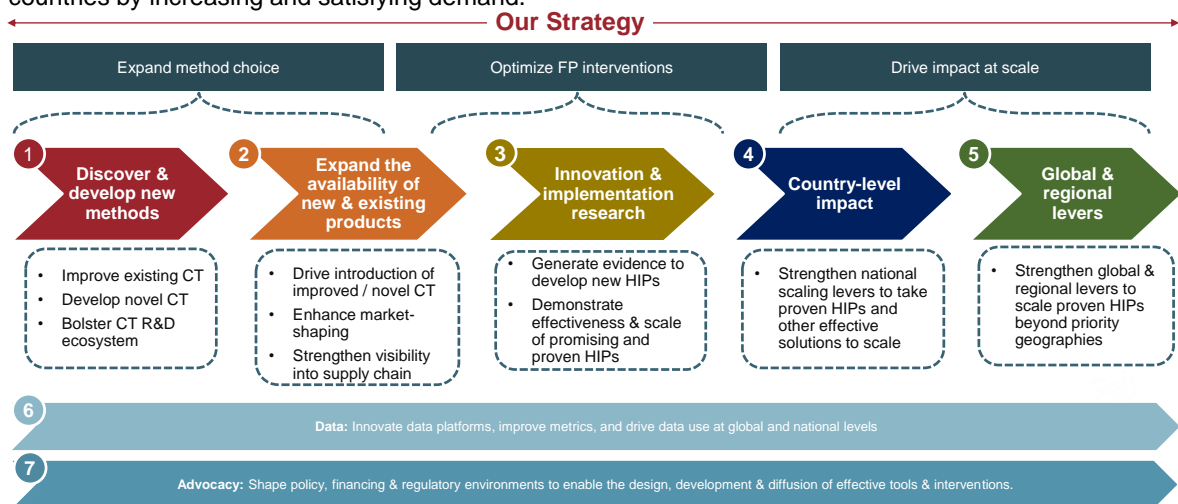 countries by increasing and satisfying demand.
Our Strategy
Expand method choice
Optimize FP interventions
Drive impact at scale
1
Discover &
develop new
methods
2
Expand the
availability of
new & existing
products
3
Innovation &
implementation
research
4
Country-level
impact
5
Global &
regional
levers
• Improve existing CT
• Develop novel CT
• Bolster CT R&D
ecosystem
• Drive introduction of
improved / novel CT
• Enhance market-
shaping
• Strengthen visibility
into supply chain
• Generate evidence to
develop new HIPs
• Demonstrate
effectiveness & scale
of promising and
proven HIPs
• Strengthen national
scaling levers to take
proven HIPs and
other effective
solutions to scale
• Strengthen global &
regional levers to
scale proven HIPs
beyond priority
geographies
6
Data: Innovate data platforms, improve metrics, and drive data use at global and national levels
7
Advocacy: Shape policy, financing & regulatory environments to enable the design, development & diffusion of effective tools & interventions.